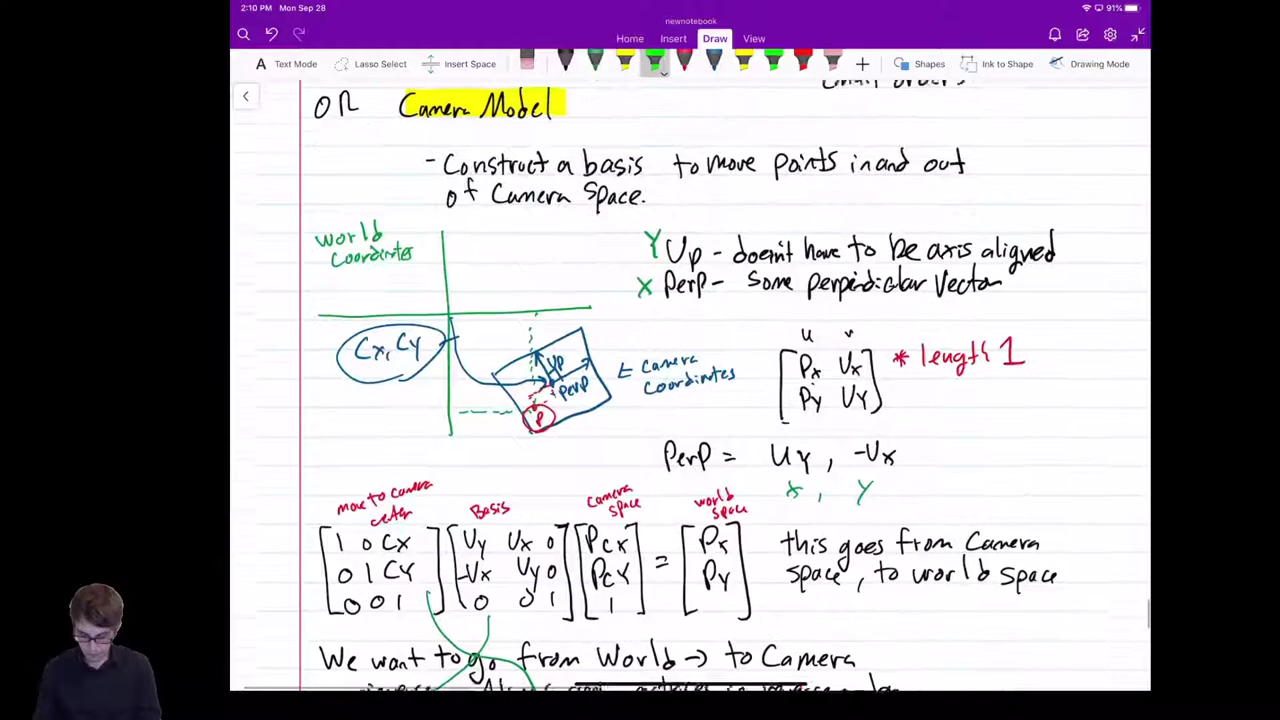 2:10 PM Mon Sep 28
91%
newnotebook
Home Insert Draw View
Text Mode Lasso Select Insert Space Shapes Ink to Shape Drawing Mode
OR Camera Model
- Construct a basis to move points in and out
of Camera Space.
World
Coordinates
Y Up - doesn't have to be axis aligned
X Perp - Some perpendicular Vector
Cx, Cy
Up
Perp
P
← Camera
Coordinates
u v
Px Ux
Py Uy
* length 1
Perp = Uy, -Ux
x, y
move to camera
center
Basis
Camera
space
world
space
1 0 Cx
0 1 Cy
0 0 1
Uy Ux 0
-Ux Uy 0
0 0 1
Pcx
Pcy
1
=
Px
Py
this goes from Camera
space, to world space
We want to go from World → to Camera